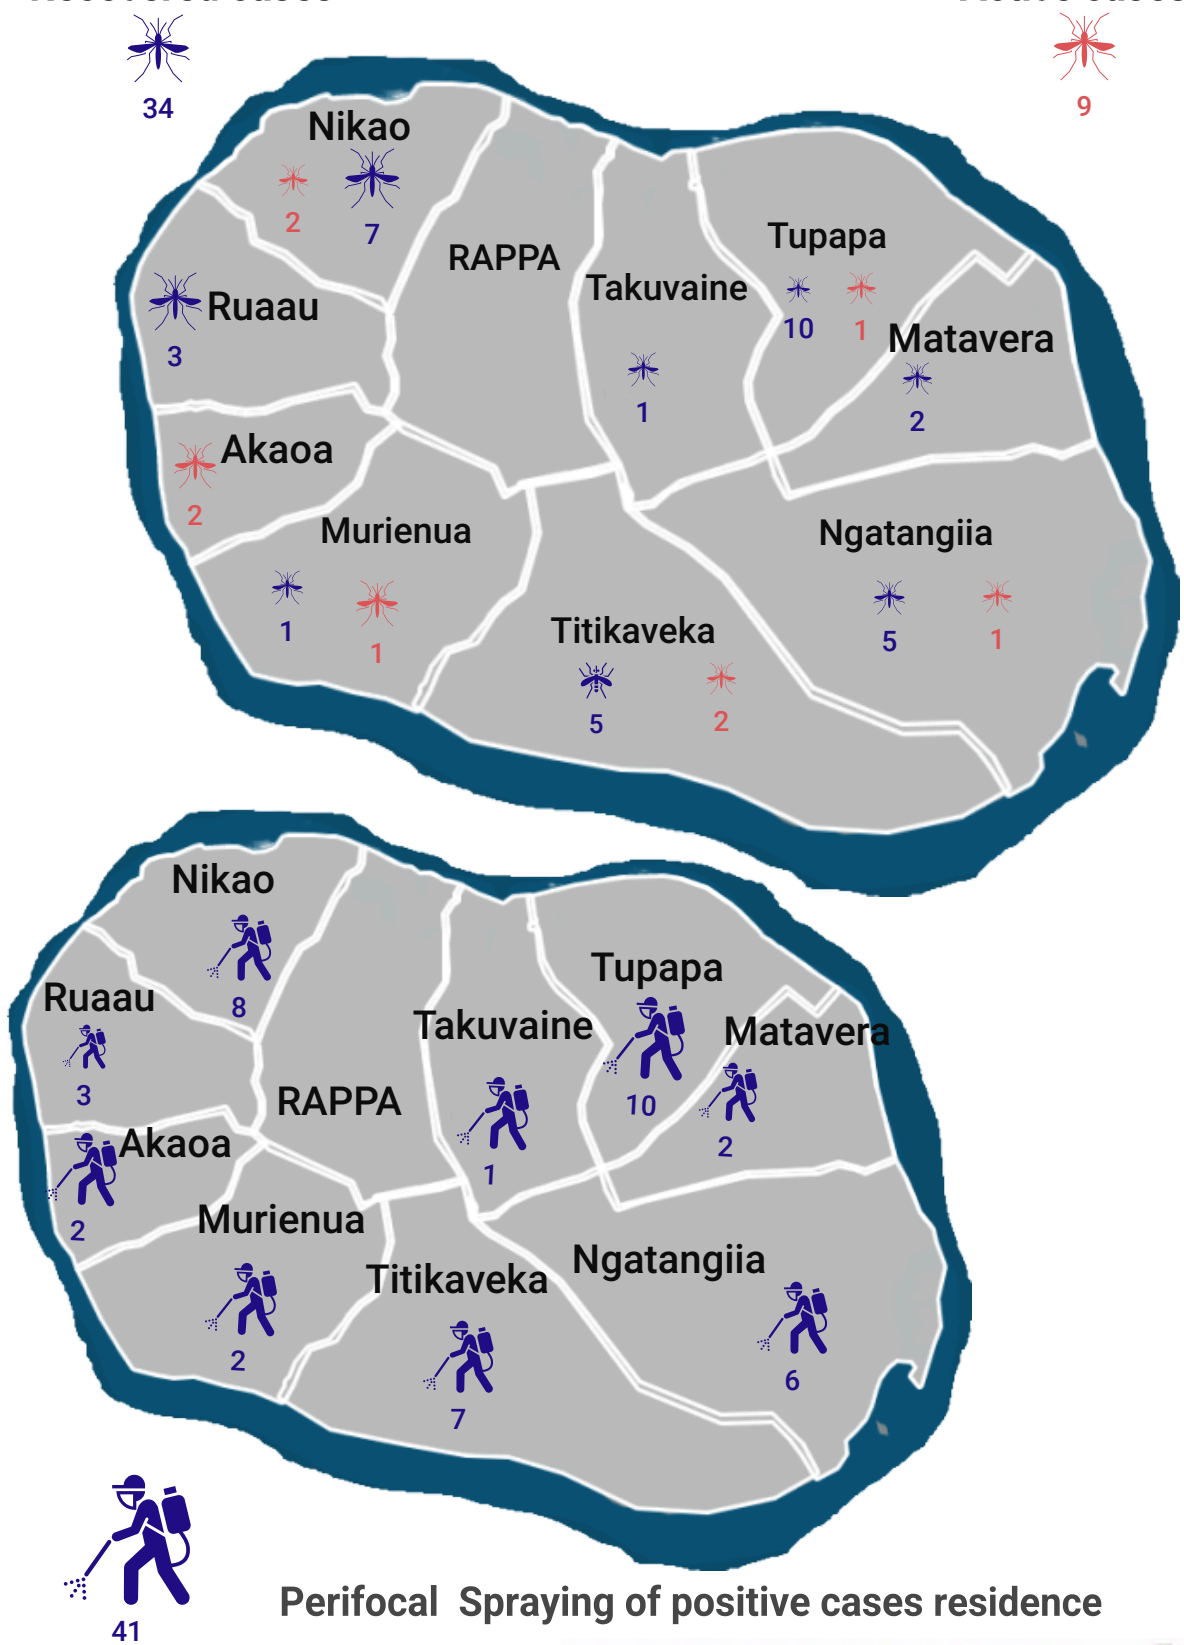 34
9
Nikao
2
7
RAPPA
Tupapa
Takuvaine
10
1
Ruaau
3
Matavera
2
1
Akaoa
2
Murienua
1
1
Ngatangiia
5
1
Titikaveka
5
2
Nikao
8
Ruaau
3
Tupapa
10
Takuvaine
1
Matavera
2
RAPPA
Akaoa
2
Murienua
2
Titikaveka
7
Ngatangiia
6
41
Perifocal Spraying of positive cases residence